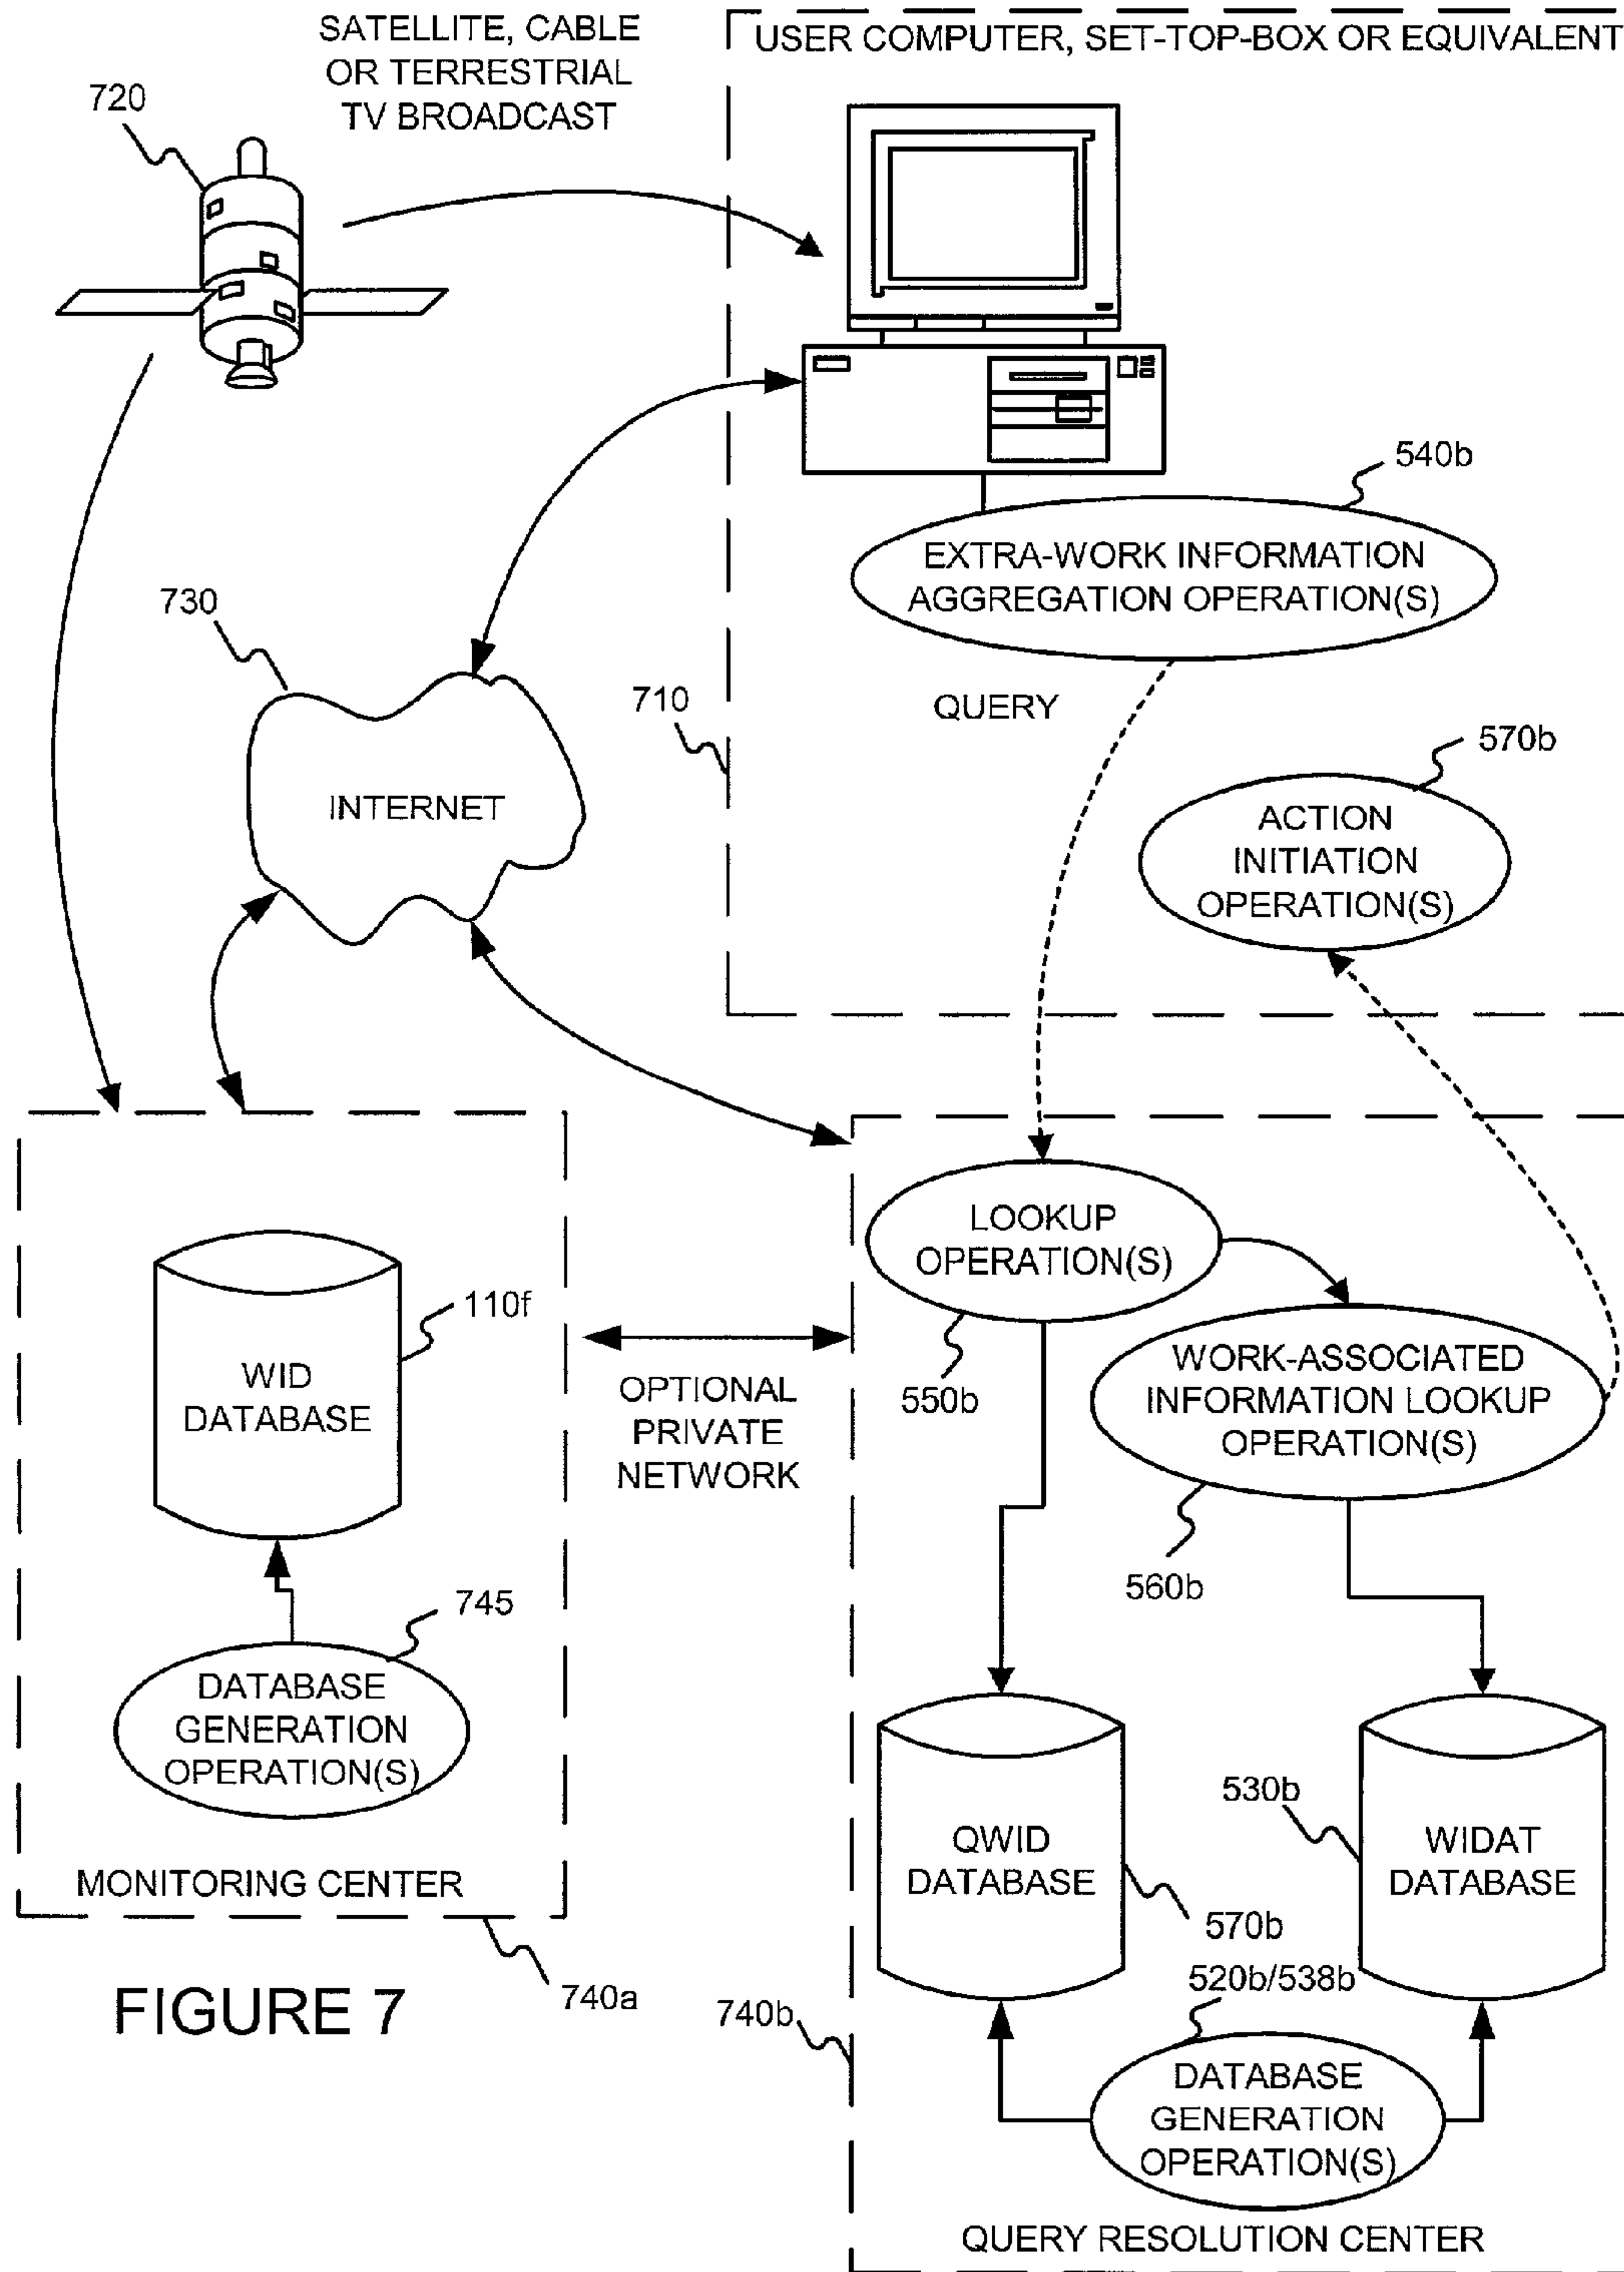 SATELLITE, CABLE
OR TERRESTRIAL
TV BROADCAST
USER COMPUTER, SET-TOP-BOX OR EQUIVALENT
720
540b
EXTRA-WORK INFORMATION
AGGREGATION OPERATION(S)
730
710
QUERY
570b
INTERNET
ACTION
INITIATION
OPERATION(S)
LOOKUP
OPERATION(S)
110f
WID
DATABASE
OPTIONAL
PRIVATE
NETWORK
550b
WORK-ASSOCIATED
INFORMATION LOOKUP
OPERATION(S)
560b
745
DATABASE
GENERATION
OPERATION(S)
MONITORING CENTER
740a
530b
QWID
DATABASE
WIDAT
DATABASE
570b
520b/538b
FIGURE 7
740b
DATABASE
GENERATION
OPERATION(S)
QUERY RESOLUTION CENTER